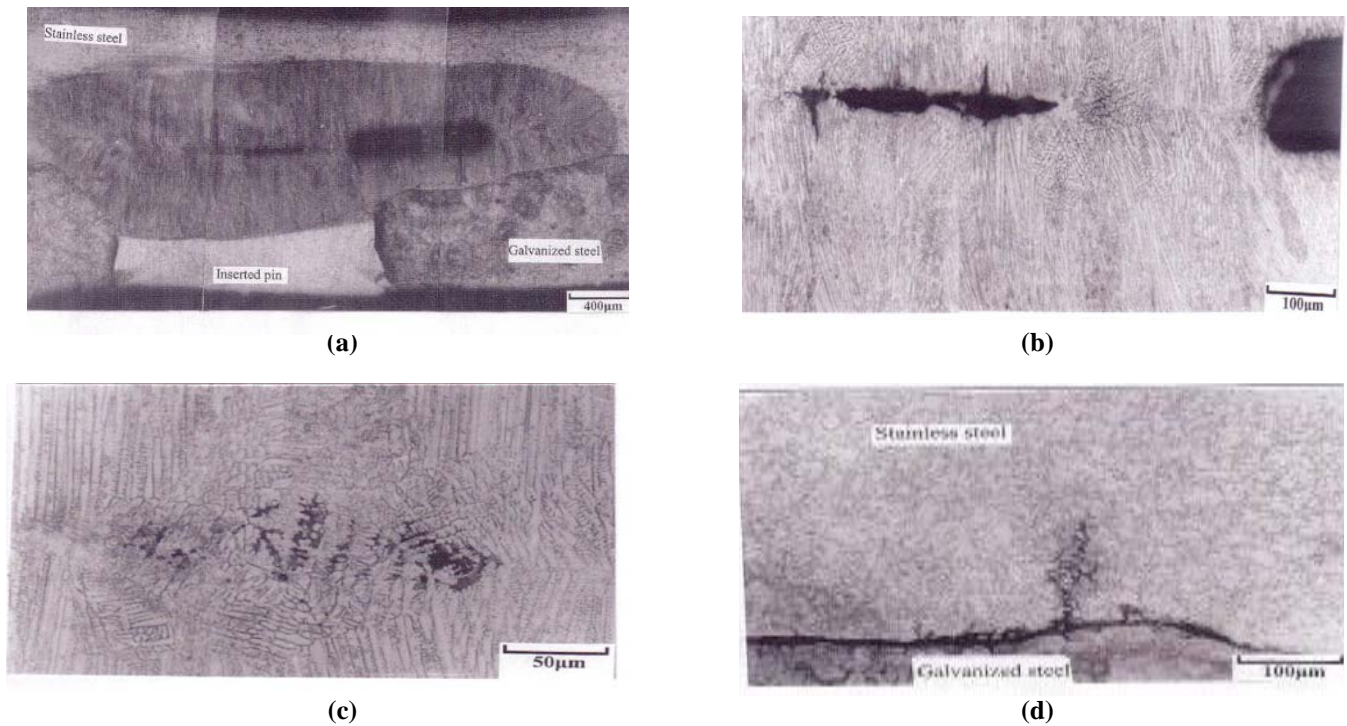 Stainless steel
Galvanized steel
Inserted pin
400μm
(a)
100μm
(b)
50μm
(c)
Stainless steel
Galvanized steel
100μm
(d)